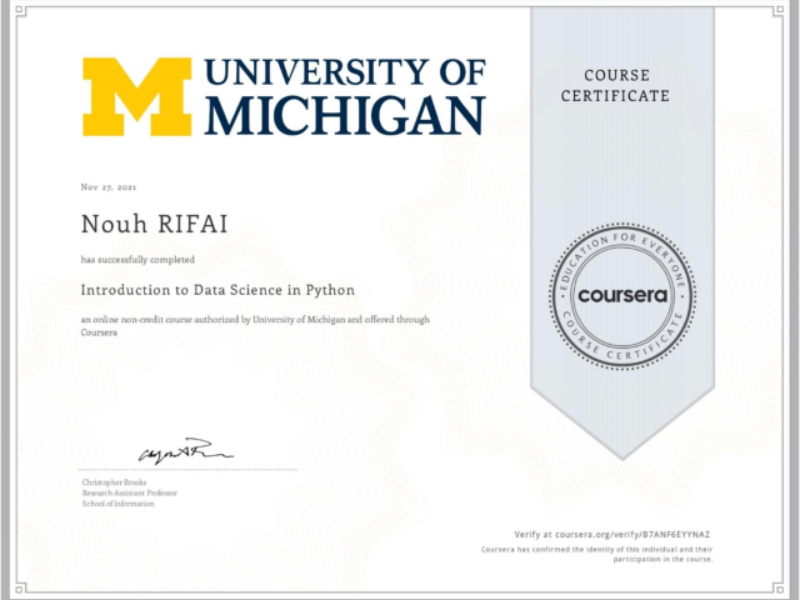 M UNIVERSITY OF
MICHIGAN
COURSE
CERTIFICATE
Nov 27, 2021
Nouh RIFAI
has successfully completed
Introduction to Data Science in Python
an online non-credit course authorized by University of Michigan and offered through
Coursera
EDUCATION FOR EVERYONE
coursera
COURSE CERTIFICATE
Christopher Brooks
Research Assistant Professor
School of Information
Verify at coursera.org/verify/B7ANF6EYYNAZ
Coursera has confirmed the identity of this individual and their
participation in the course.